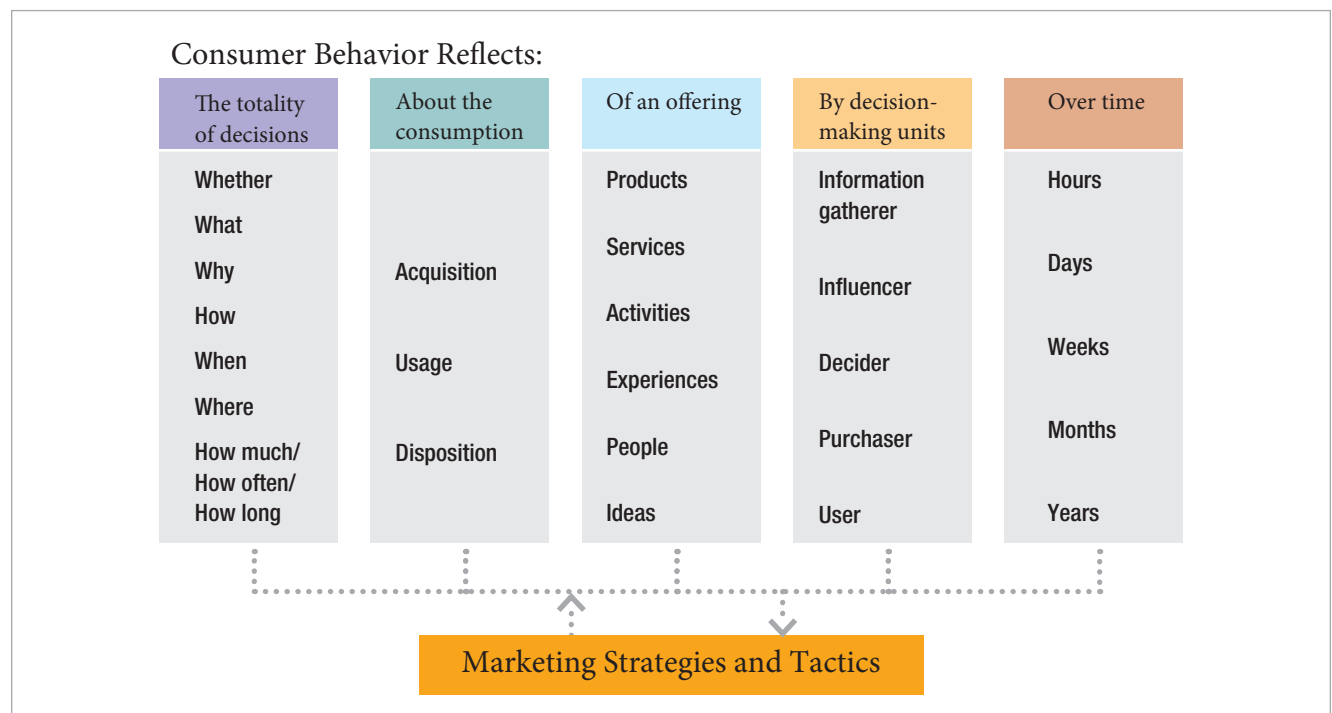 Consumer Behavior Reflects:
The totality
of decisions
Whether
What
Why
How
When
Where
How much/
How often/
How long
About the
consumption
Acquisition
Usage
Disposition
Of an offering
Products
Services
Activities
Experiences
People
Ideas
By decision-
making units
Information
gatherer
Influencer
Decider
Purchaser
User
Over time
Hours
Days
Weeks
Months
Years
Marketing Strategies and Tactics